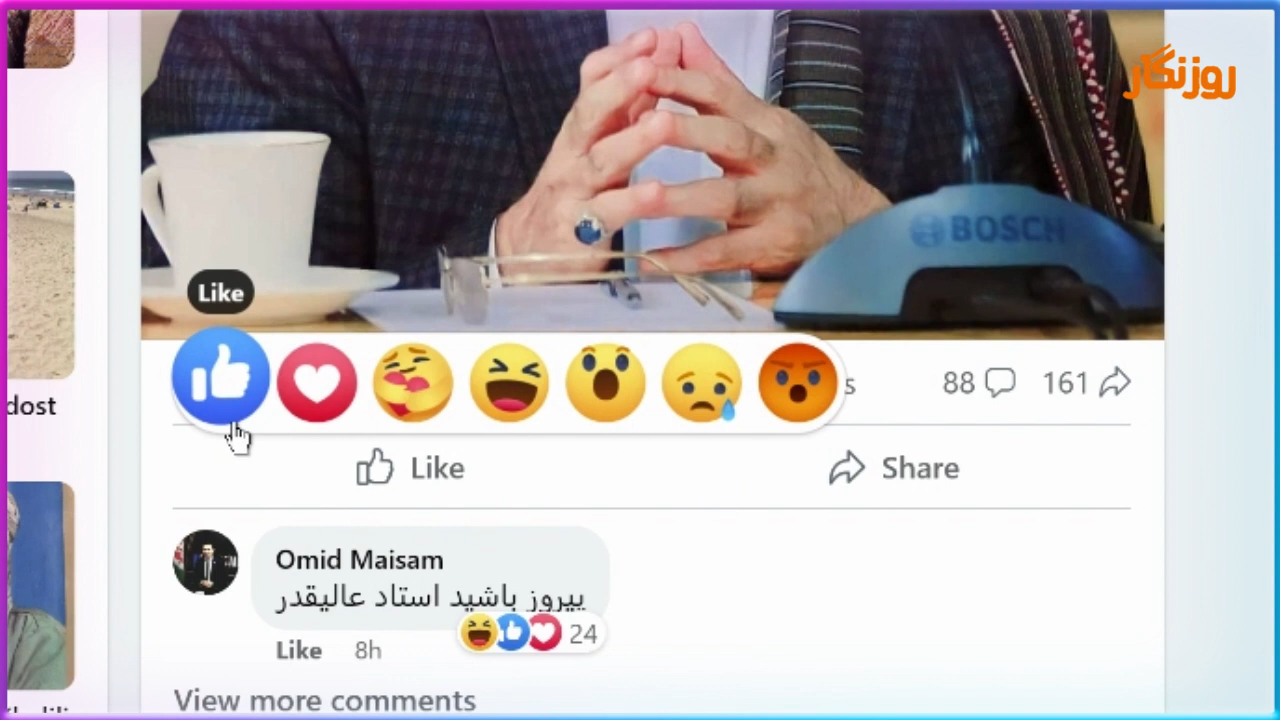 روزنگار
BOSCH
Like
88
161
dost
Like
Share
Omid Maisam
پیروز باشید استاد عالیقدر
24
Like
8h
View more comments